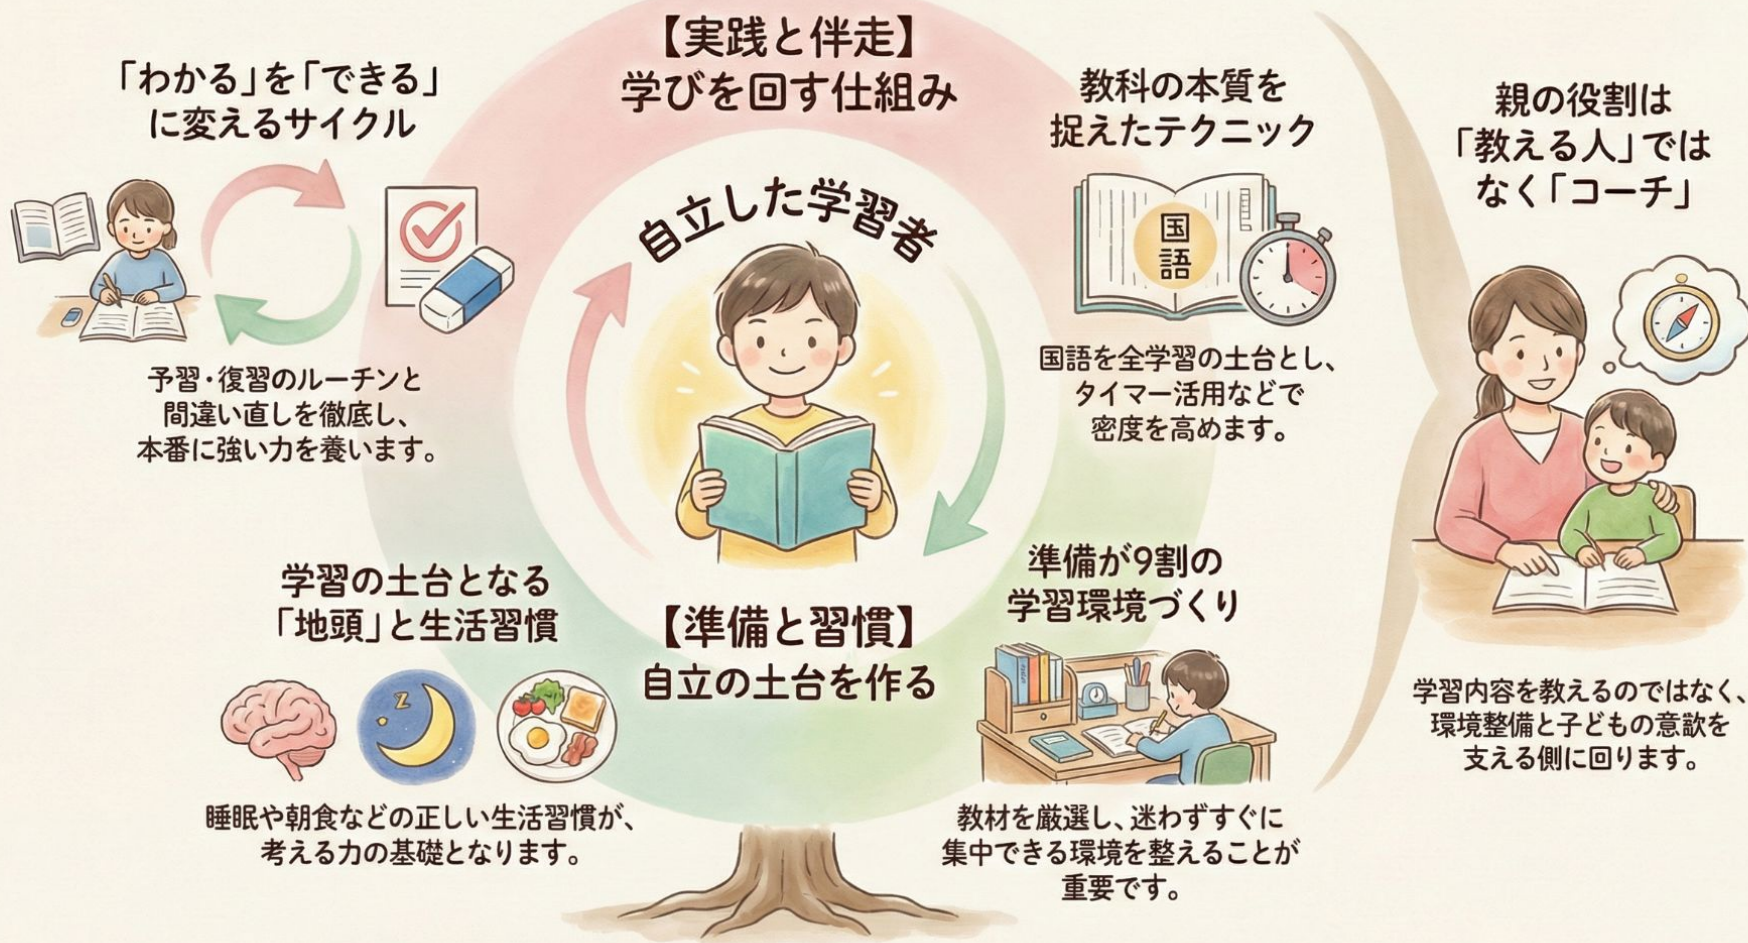 【実践と伴走】
学びを回す仕組み
「わかる」を「できる」
に変えるサイクル
予習・復習のルーチンと
間違い直しを徹底し、
本番に強い力を養います。
自立した学習者
教科の本質を
捉えたテクニック
国
語
国語を全学習の土台とし、
タイマー活用などで
密度を高めます。
学習の土台となる
「地頭」と生活習慣
Z
睡眠や朝食などの正しい生活習慣が、
考える力の基礎となります。
【準備と習慣】
自立の土台を作る
準備が9割の
学習環境づくり
教材を厳選し、迷わずすぐに
集中できる環境を整えることが
重要です。
親の役割は
「教える人」では
なく「コーチ」
学習内容を教えるのではなく、
環境整備と子どもの意欲を
支える側に回ります。